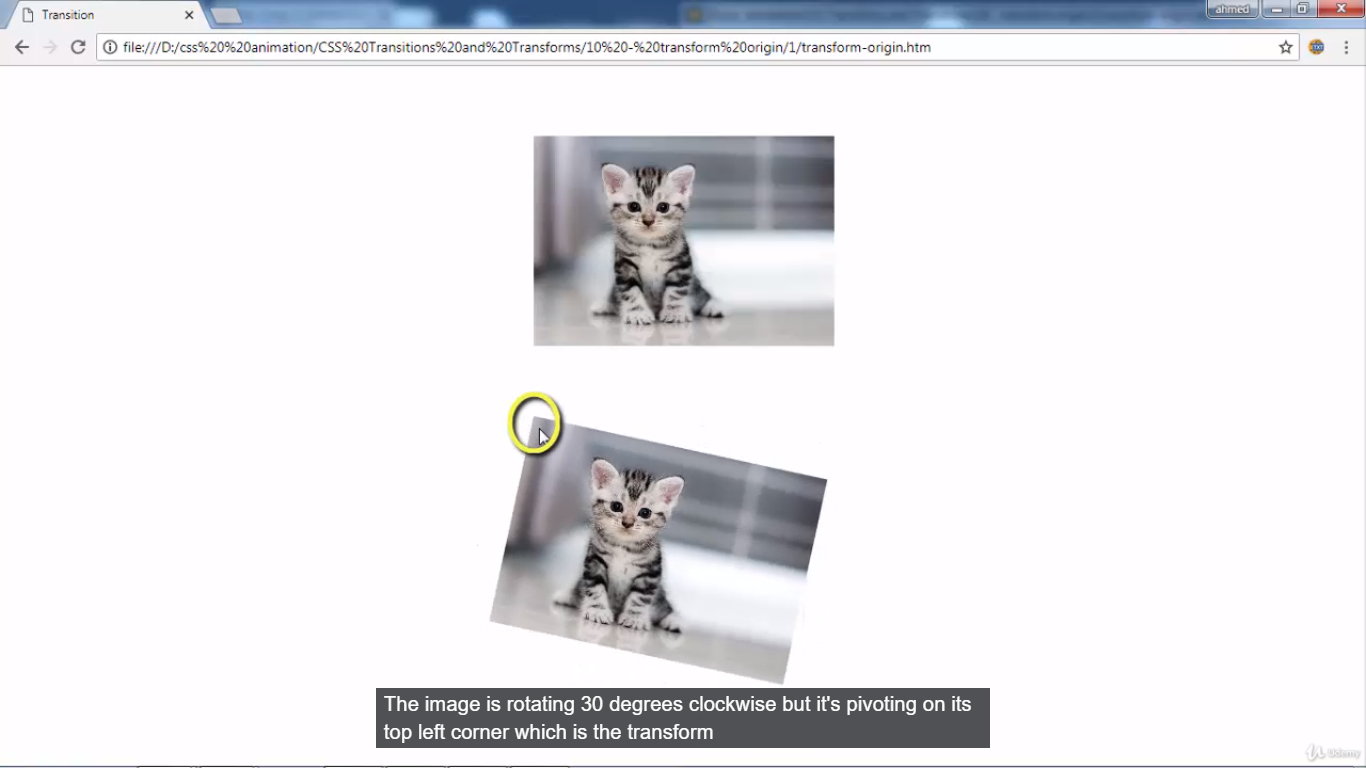 Transition
ahmed
file:///D:/css%20%20animation/CSS%20Transitions%20and%20Transforms/10%20-%20transform%20origin/1/transform-origin.htm
The image is rotating 30 degrees clockwise but it's pivoting on its
top left corner which is the transform
Udemy